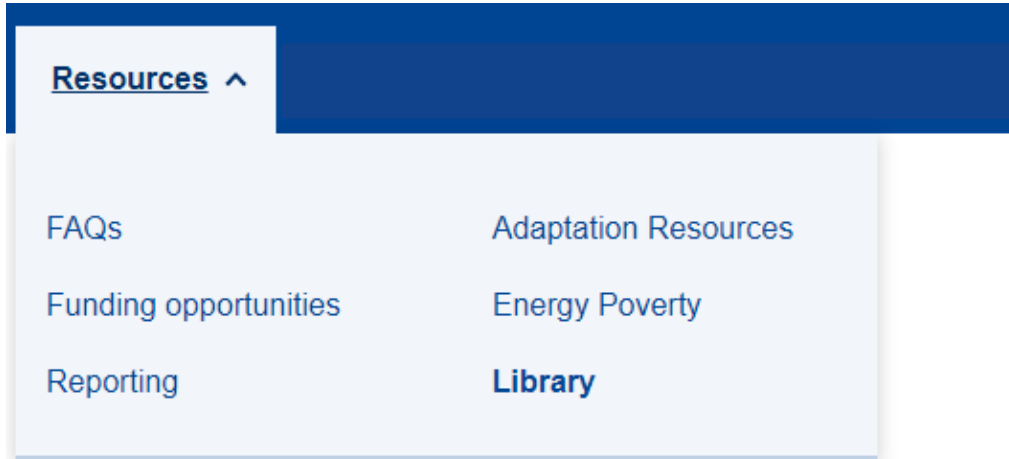 Resources
FAQs
Funding opportunities
Reporting
Adaptation Resources
Energy Poverty
Library